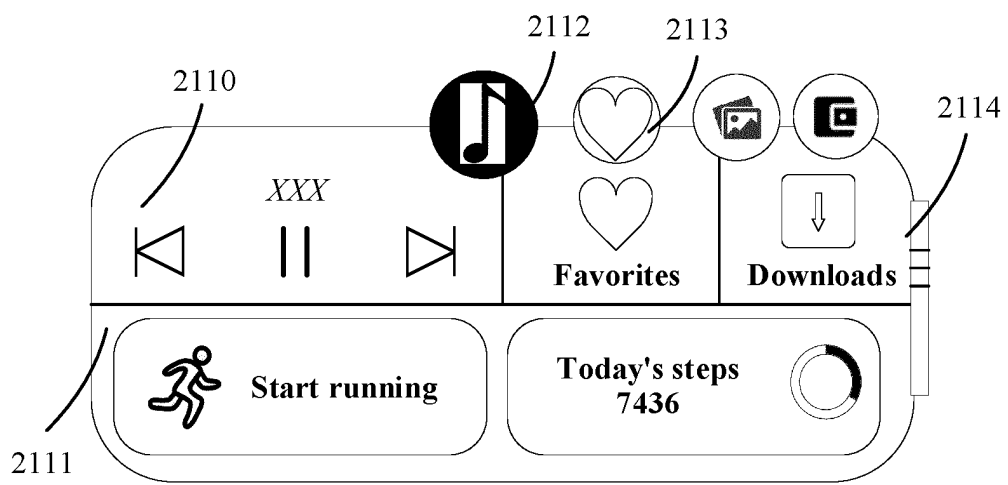 2112
2113
2110
2114
XXX
Favorites
Downloads
Start running
Today's steps
7436
2111